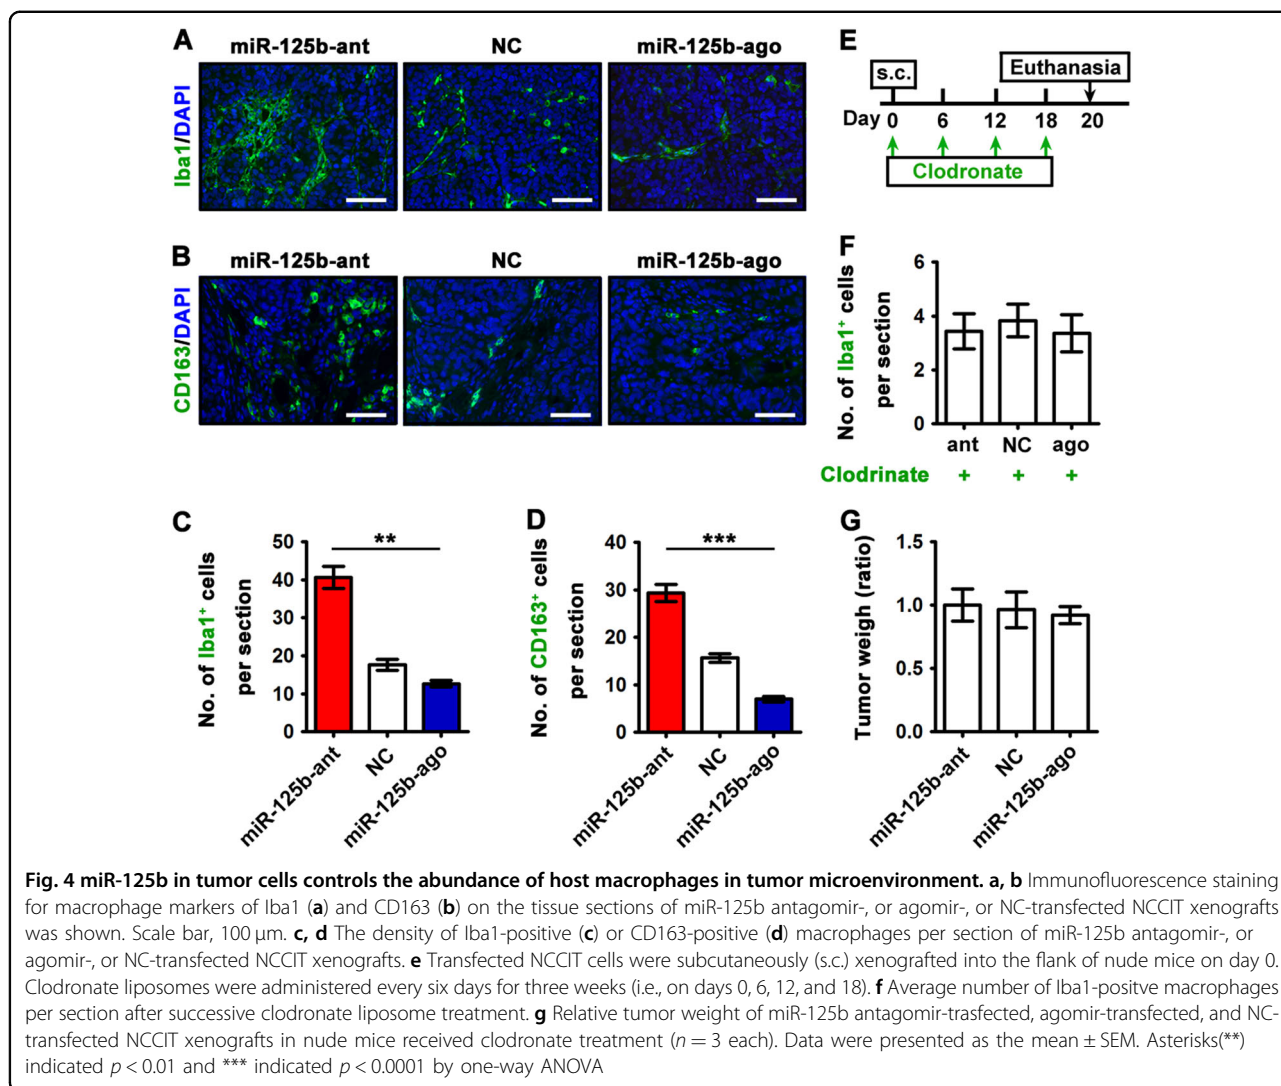 A
miR-125b-ant
NC
miR-125b-ago
Iba1/DAPI
B
miR-125b-ant
NC
miR-125b-ago
CD163/DAPI
C
No. of Iba1⁺ cells
per section
50
40
30
20
10
0
**
miR-125b-ant
NC
miR-125b-ago
D
No. of CD163⁺ cells
per section
40
30
20
10
0
***
miR-125b-ant
NC
miR-125b-ago
E
s.c.
Euthanasia
Day 0 6 12 18 20
Clodronate
F
No. of Iba1⁺ cells
per section
6
4
2
0
ant NC ago
Clodrinate + + +
G
Tumor weigh (ratio)
1.5
1.0
0.5
0.0
miR-125b-ant
NC
miR-125b-ago
Fig. 4 miR-125b in tumor cells controls the abundance of host macrophages in tumor microenvironment. a, b Immunofluorescence staining
for macrophage markers of Iba1 (a) and CD163 (b) on the tissue sections of miR-125b antagomir-, or agomir-, or NC-transfected NCCIT xenografts
was shown. Scale bar, 100 μm. c, d The density of Iba1-positive (c) or CD163-positive (d) macrophages per section of miR-125b antagomir-, or
agomir-, or NC-transfected NCCIT xenografts. e Transfected NCCIT cells were subcutaneously (s.c.) xenografted into the flank of nude mice on day 0.
Clodronate liposomes were administered every six days for three weeks (i.e., on days 0, 6, 12, and 18). f Average number of Iba1-positve macrophages
per section after successive clodronate liposome treatment. g Relative tumor weight of miR-125b antagomir-trasfected, agomir-transfected, and NC-
transfected NCCIT xenografts in nude mice received clodronate treatment (n = 3 each). Data were presented as the mean ± SEM. Asterisks(**)
indicated p < 0.01 and *** indicated p < 0.0001 by one-way ANOVA